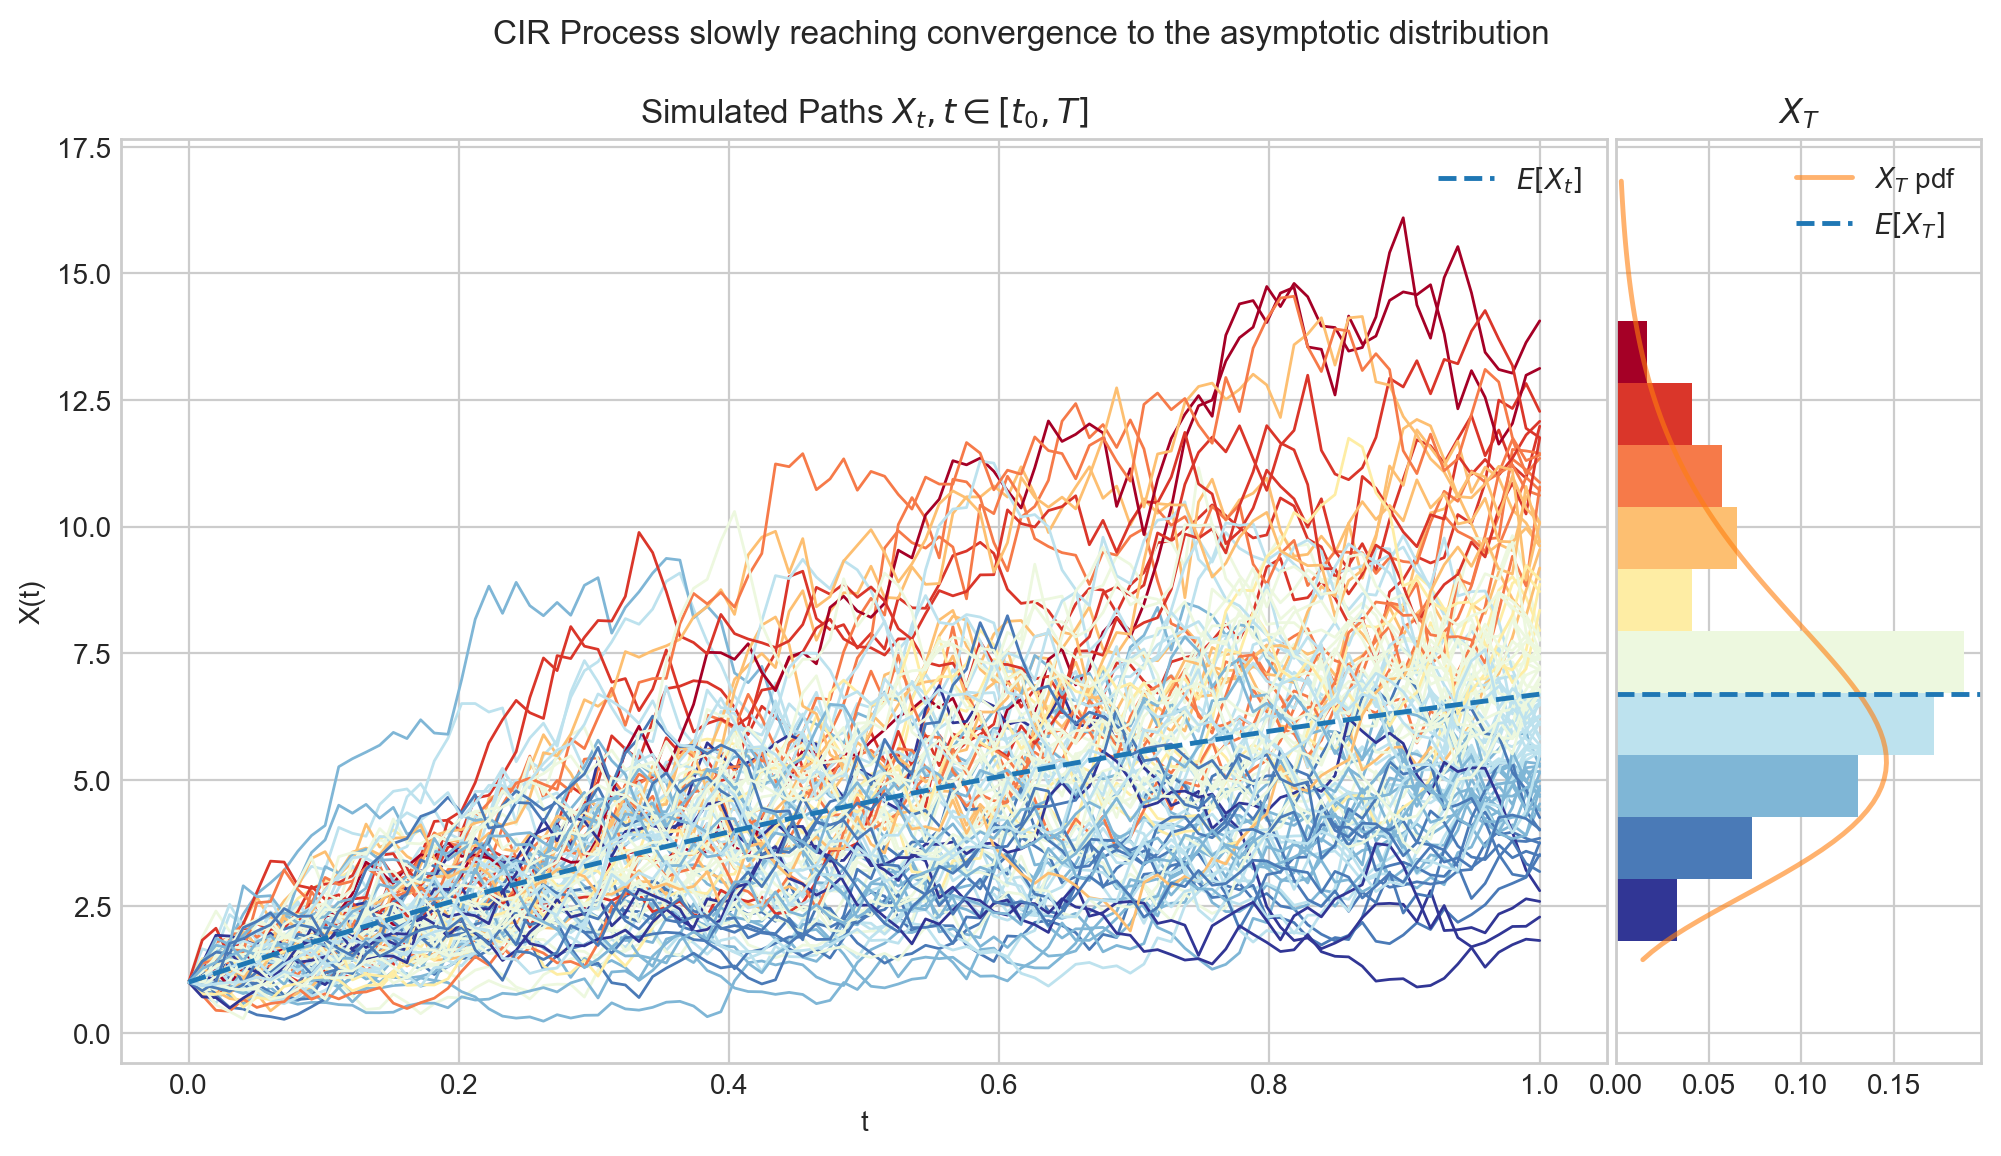 CIR Process slowly reaching convergence to the asymptotic distribution
Simulated Paths $X_t, t \in [t_0, T]$
$X_T$
17.5
15.0
12.5
10.0
7.5
5.0
2.5
0.0
X(t)
$E[X_t]$
$X_T$ pdf
$E[X_T]$
0.0 0.2 0.4 0.6 0.8 1.0
0.00 0.05 0.10 0.15
t